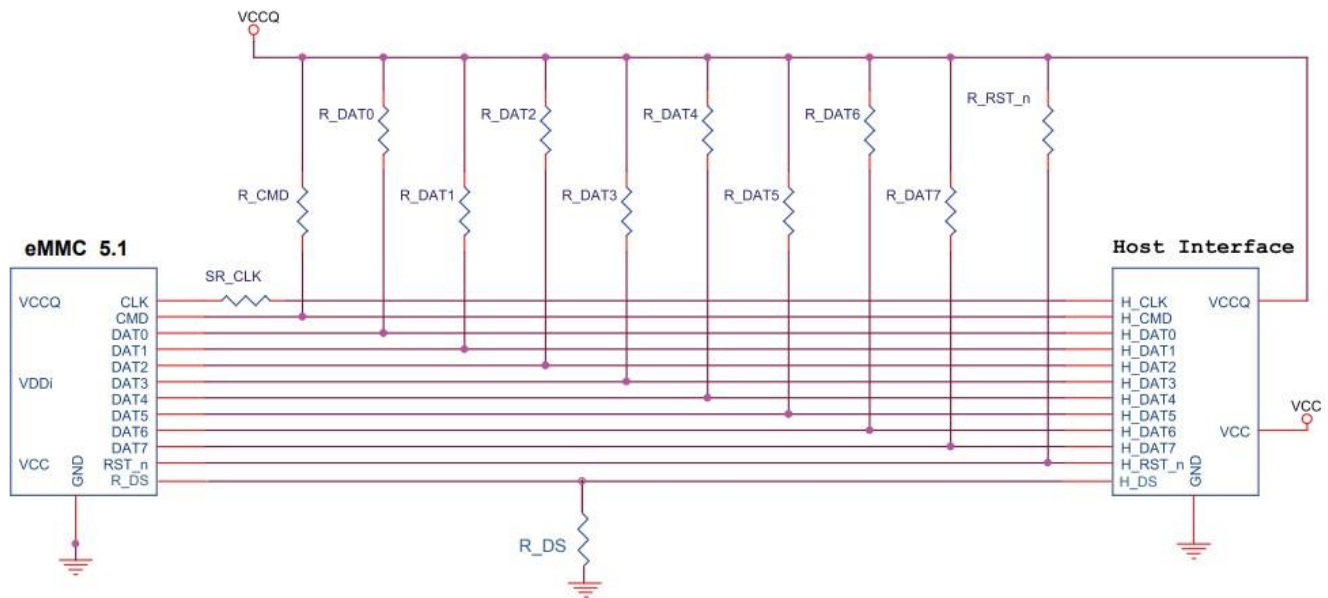 VCCQ
R_DAT0
R_DAT2
R_DAT4
R_DAT6
R_RST_n
R_CMD
R_DAT1
R_DAT3
R_DAT5
R_DAT7
eMMC 5.1
VCCQ
VDDi
VCC
GND
CLK
CMD
DAT0
DAT1
DAT2
DAT3
DAT4
DAT5
DAT6
DAT7
RST_n
R_DS
SR_CLK
R_DS
Host Interface
H_CLK
H_CMD
H_DAT0
H_DAT1
H_DAT2
H_DAT3
H_DAT4
H_DAT5
H_DAT6
H_DAT7
H_RST_n
H_DS
VCCQ
VCC
GND
VCC